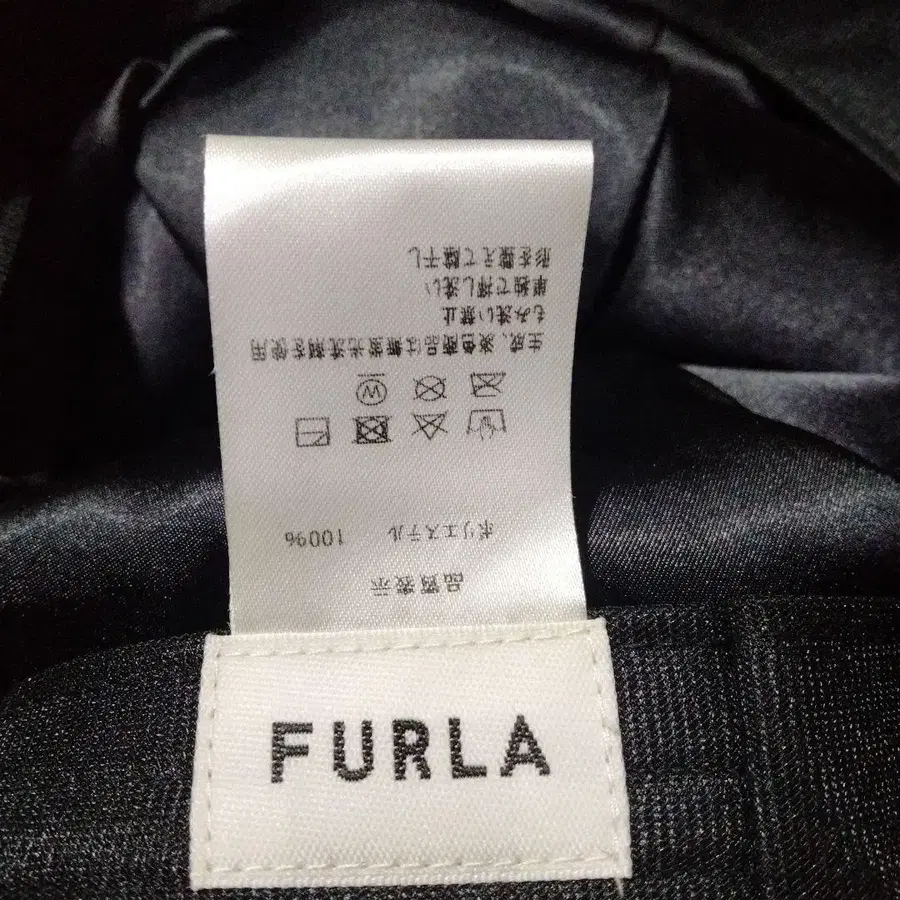 品質表示
ポリエステル 100%
生成、淡色商品は無蛍光洗剤を使用
もみ洗い禁止
単独で押し洗い
形を整えて陰干し
FURLA